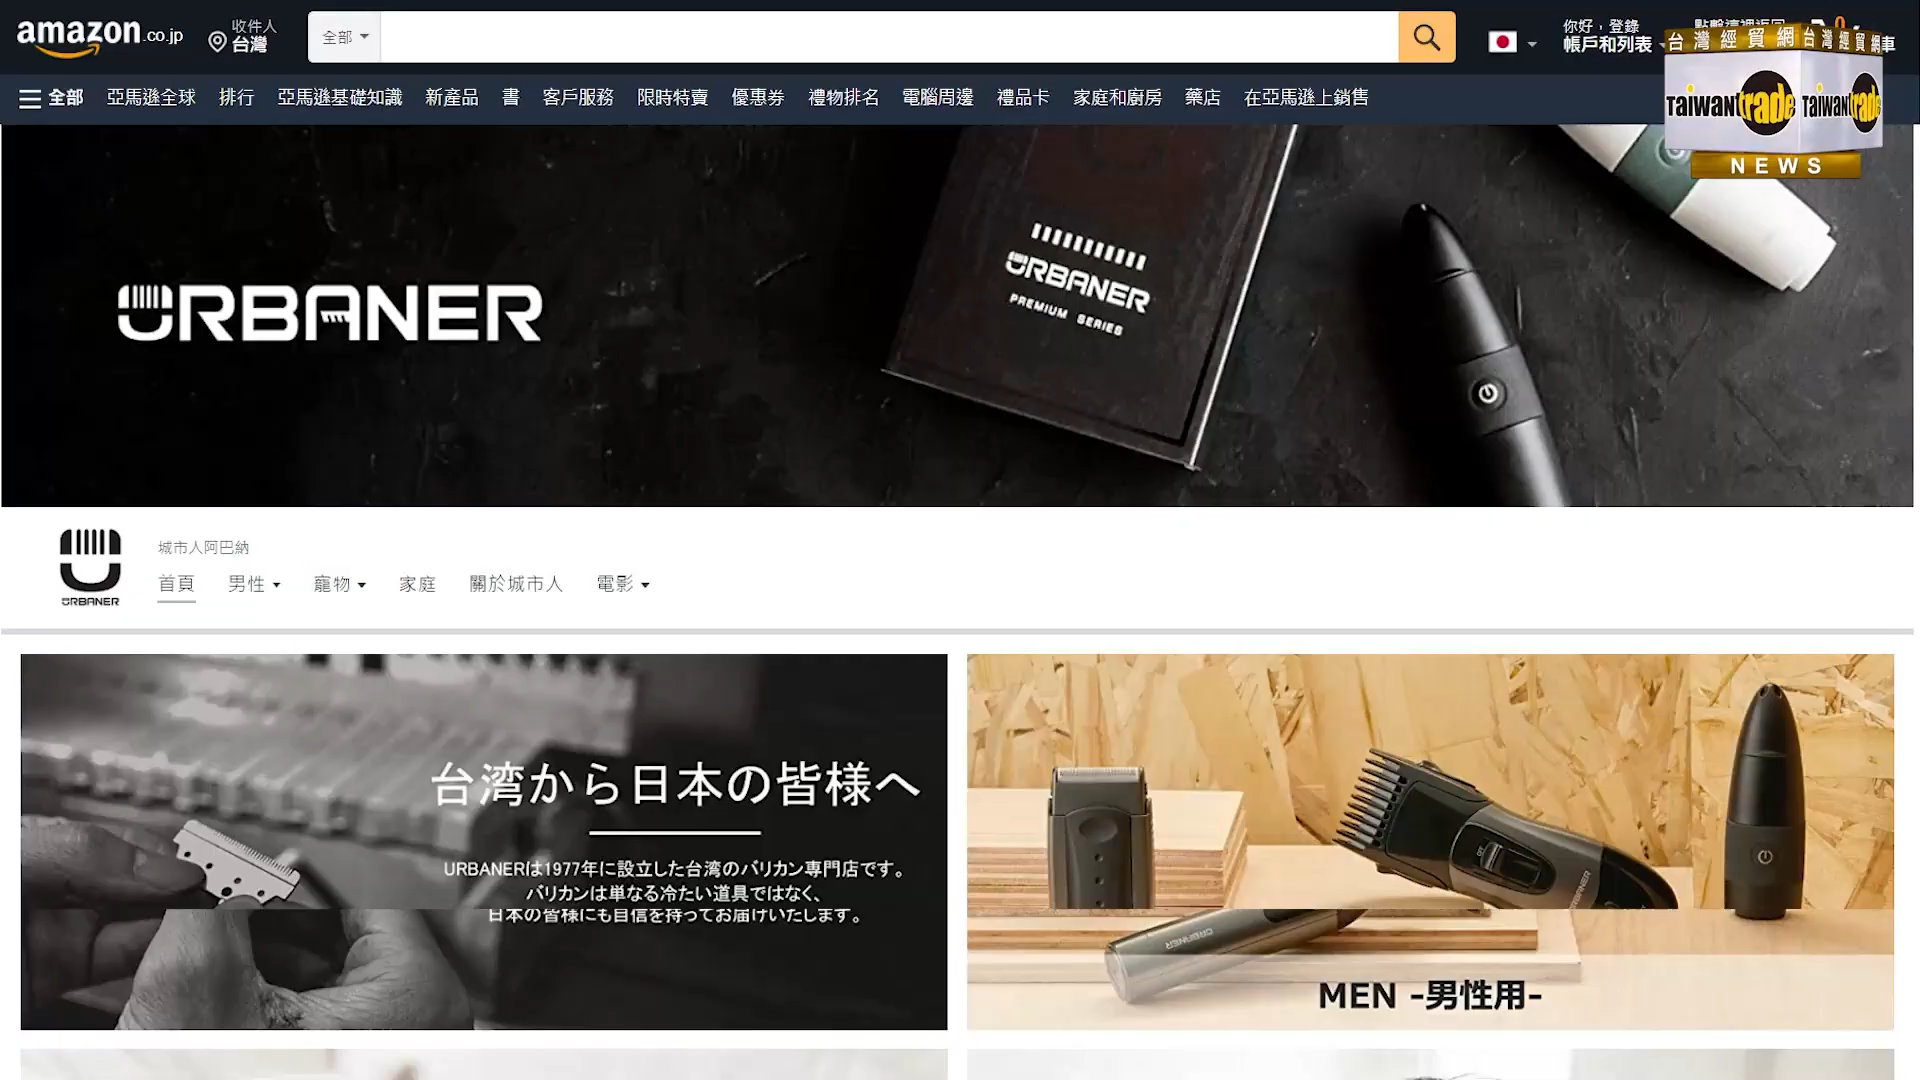 amazon.co.jp
收件人
台灣
全部
你好，登錄
帳戶和列表
台灣經貿網 台灣經貿網
TAIWANtrade TAIWANtrade
NEWS
全部 亞馬遜全球 排行 亞馬遜基礎知識 新產品 書 客戶服務 限時特賣 優惠券 禮物排名 電腦周邊 禮品卡 家庭和廚房 藥店 在亞馬遜上銷售
URBANER
URBANER
PREMIUM SERIES
URBANER
城市人阿巴納
首頁 男性 寵物 家庭 關於城市人 電影
台湾から日本の皆様へ
URBANERは1977年に設立した台湾のバリカン専門店です。
バリカンは単なる冷たい道具ではなく、
日本の皆様にも自信を持ってお届けいたします。
URBANER
URBANER
MEN -男性用-